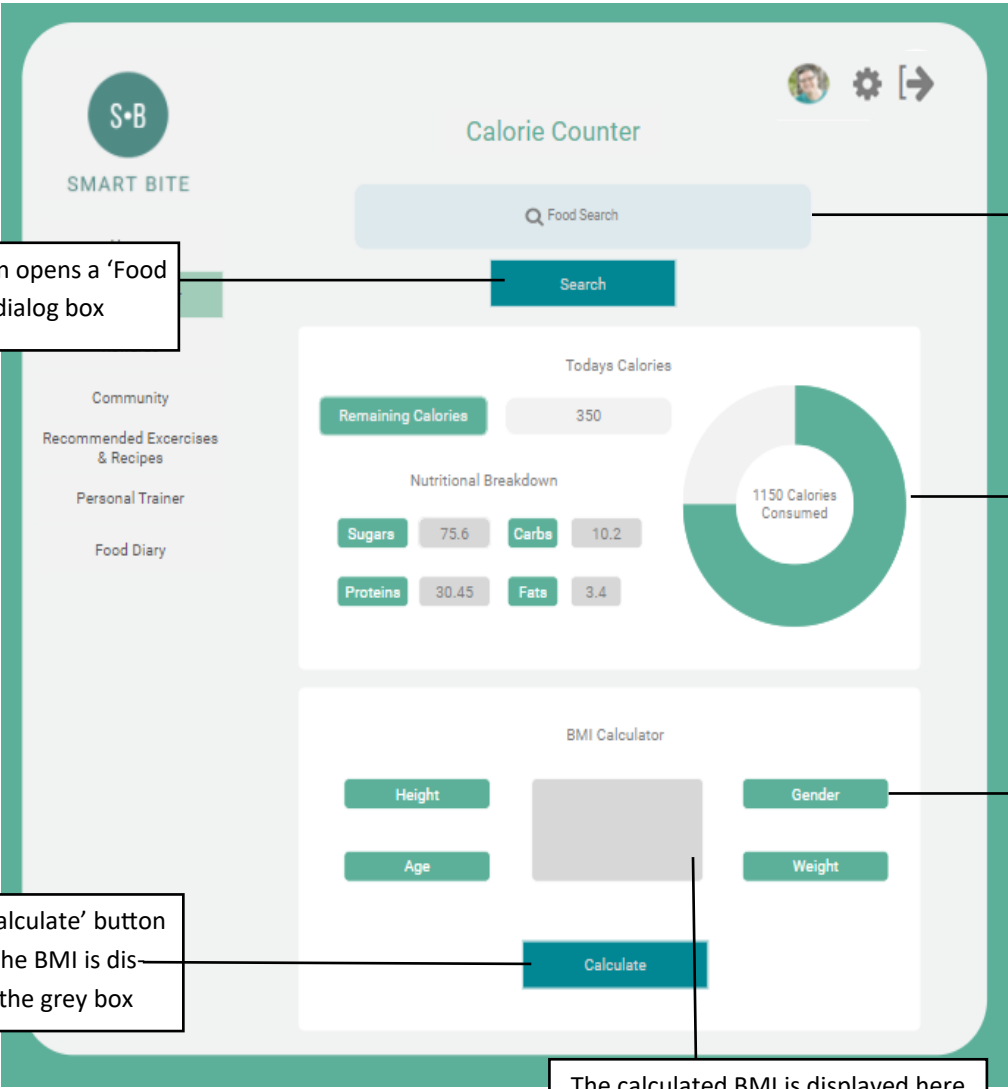 S•B
SMART BITE
Calorie Counter
Food Search
Search
opens a ‘Food
dialog box
Community
Recommended Excercises
& Recipes
Personal Trainer
Food Diary
Todays Calories
Remaining Calories
350
Nutritional Breakdown
Sugars
75.6
Carbs
10.2
Proteins
30.45
Fats
3.4
1150 Calories
Consumed
BMI Calculator
Height
Gender
Age
Weight
Calculate
alculate’ button
he BMI is dis-
the grey box
The calculated BMI is displayed here